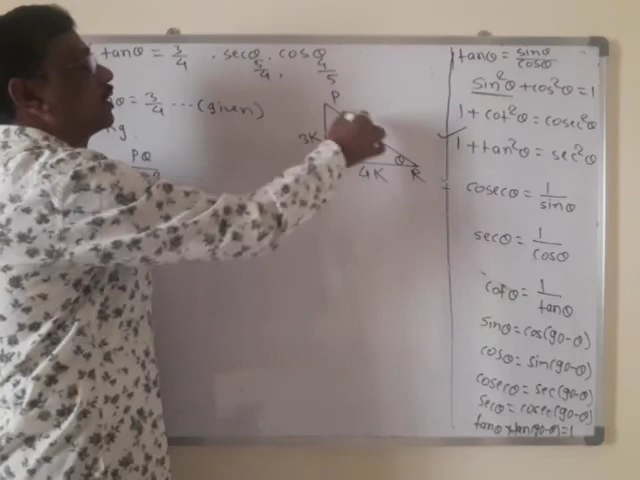 tanθ = 3/4 . secθ . cosθ
5/4 , 4/5
θ = 3/4 ---(given)
P
3K
PQ
θ
4K R
tanθ = sinθ/cosθ
sin²θ + cos²θ = 1
1 + cot²θ = cosec²θ
✓ 1 + tan²θ = sec²θ
cosecθ = 1/sinθ
secθ = 1/cosθ
cotθ = 1/tanθ
sinθ = cos(90-θ)
cosθ = sin(90-θ)
cosecθ = sec(90-θ)
secθ = cosec(90-θ)
tanθ × tan(90-θ) = 1